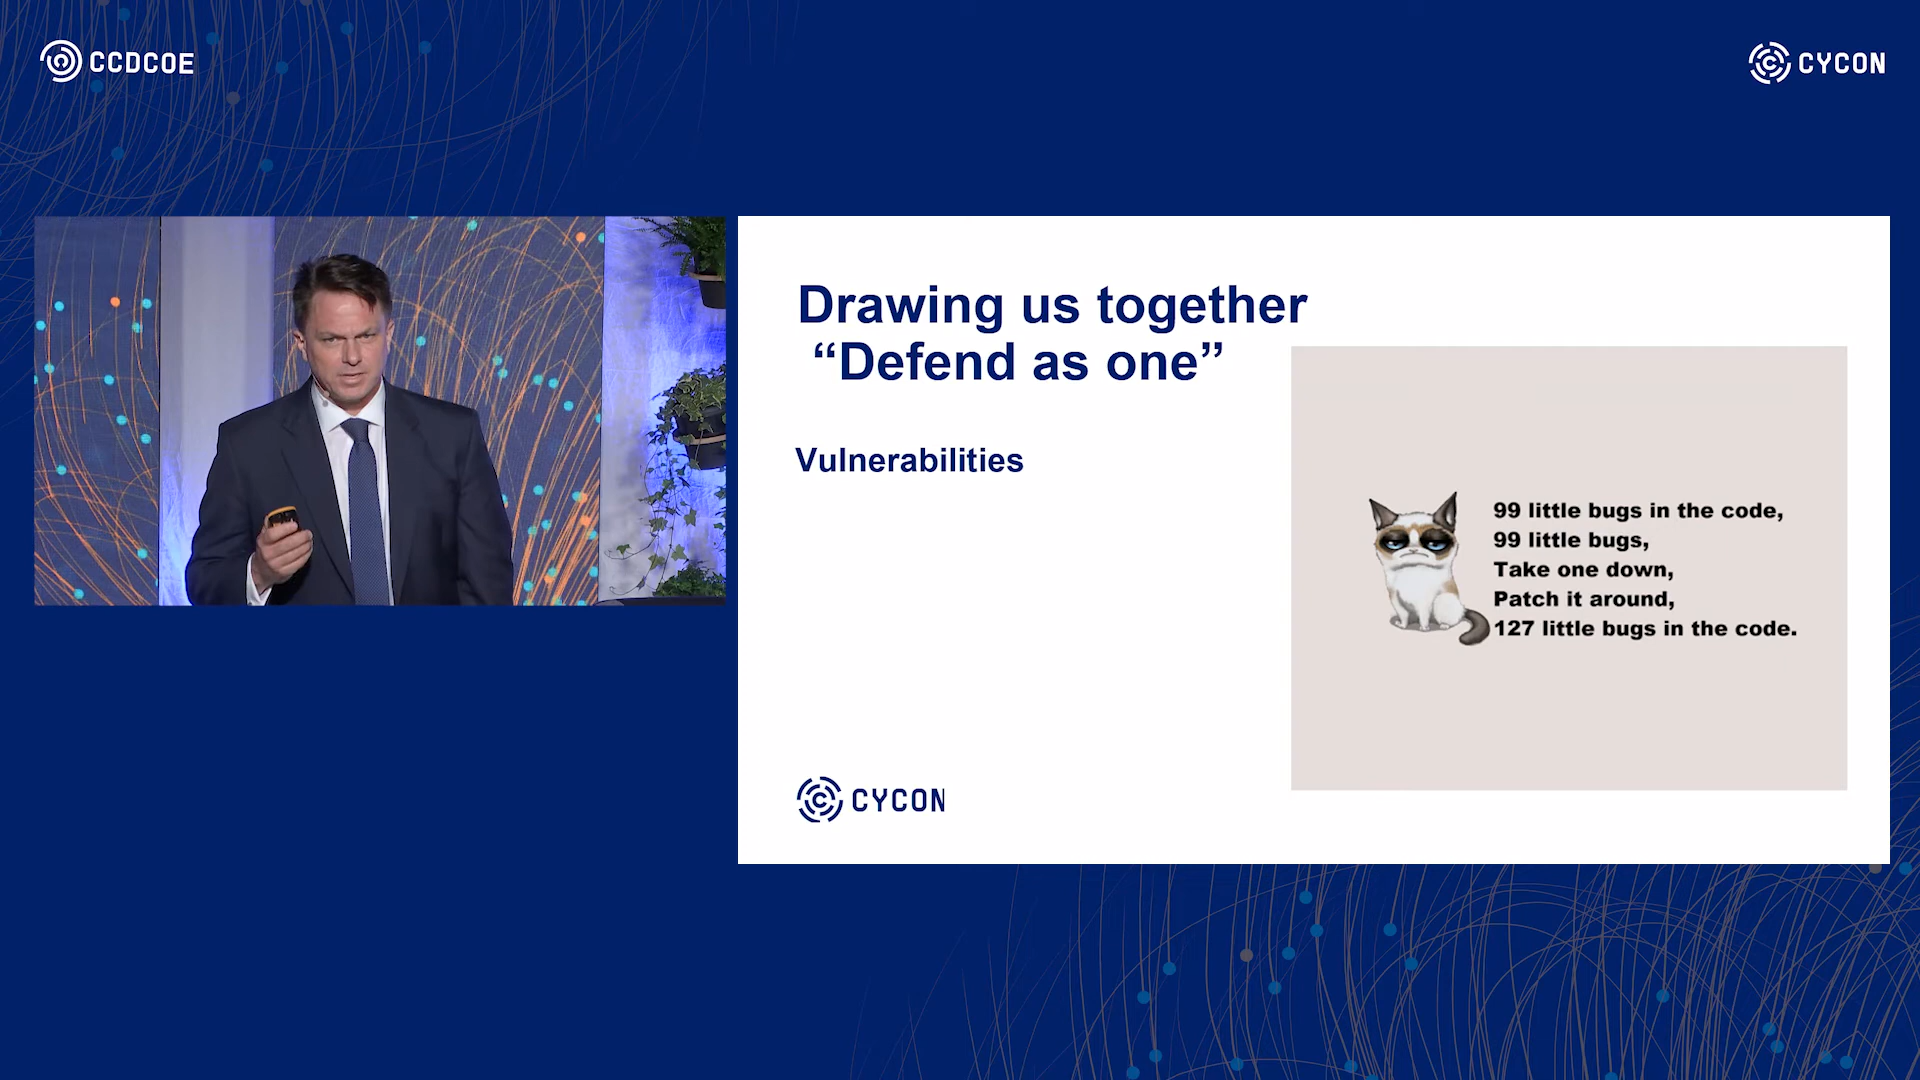 CCDCOE
CYCON
Drawing us together
“Defend as one”
Vulnerabilities
99 little bugs in the code,
99 little bugs,
Take one down,
Patch it around,
127 little bugs in the code.
CYCON